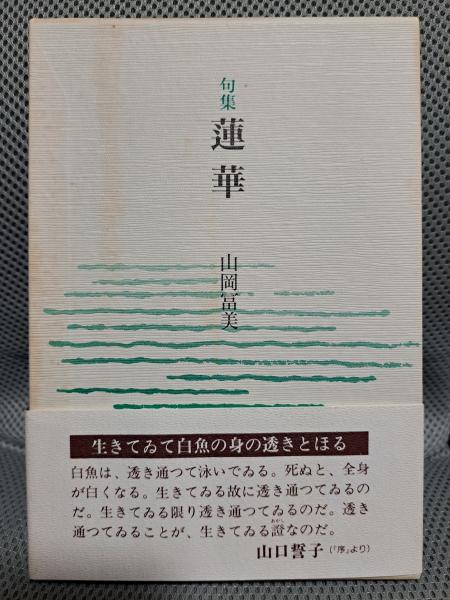 句集
蓮華
山岡冨美
生きてゐて白魚の身の透きとほる
白魚は、透き通つて泳いでゐる。死ぬと、全身
が白くなる。生きてゐる故に透き通つてゐるの
だ。生きてゐる限り透き通つてゐるのだ。透き
通つてゐることが、生きてゐる證なのだ。
あかし
山口誓子(『序』より)